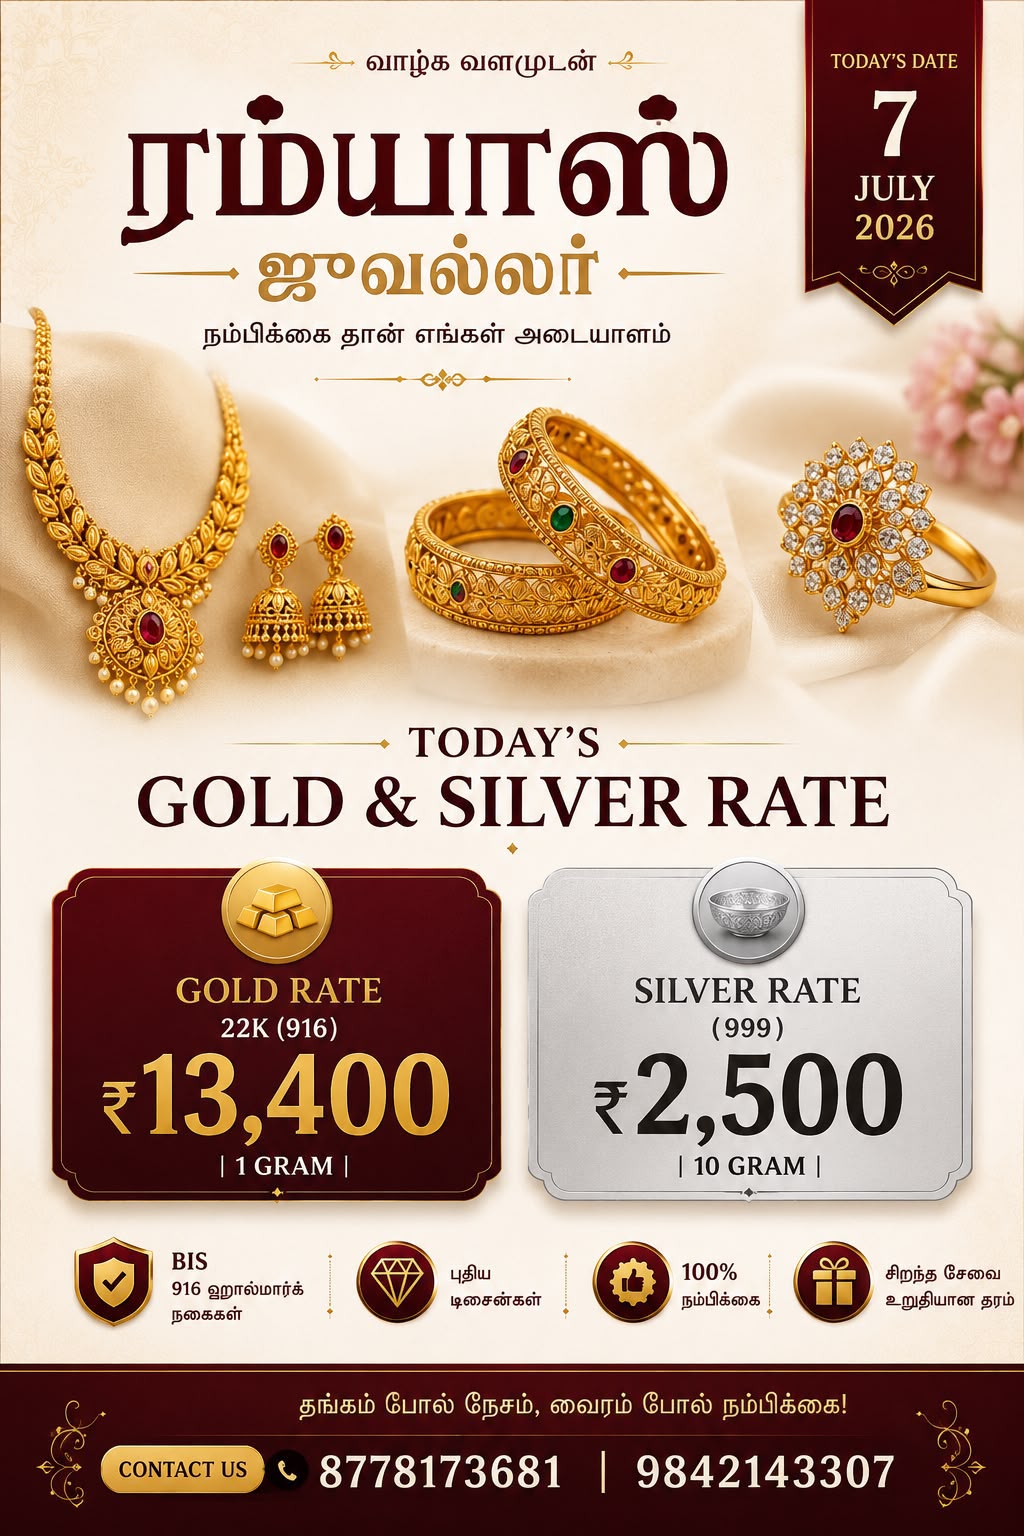 வாழ்க வளமுடன்
ரம்யாஸ்
ஜுவல்லர்
நம்பிக்கை தான் எங்கள் அடையாளம்
TODAY'S DATE
7
JULY
2026
TODAY'S
GOLD & SILVER RATE
GOLD RATE
22K (916)
₹13,400
| 1 GRAM |
SILVER RATE
(999)
₹2,500
| 10 GRAM |
BIS
916 ஹால்மார்க்
நகைகள்
புதிய
டிசைன்கள்
100%
நம்பிக்கை
சிறந்த சேவை
உறுதியான தரம்
தங்கம் போல் நேசம், வைரம் போல் நம்பிக்கை!
CONTACT US 8778173681 | 9842143307